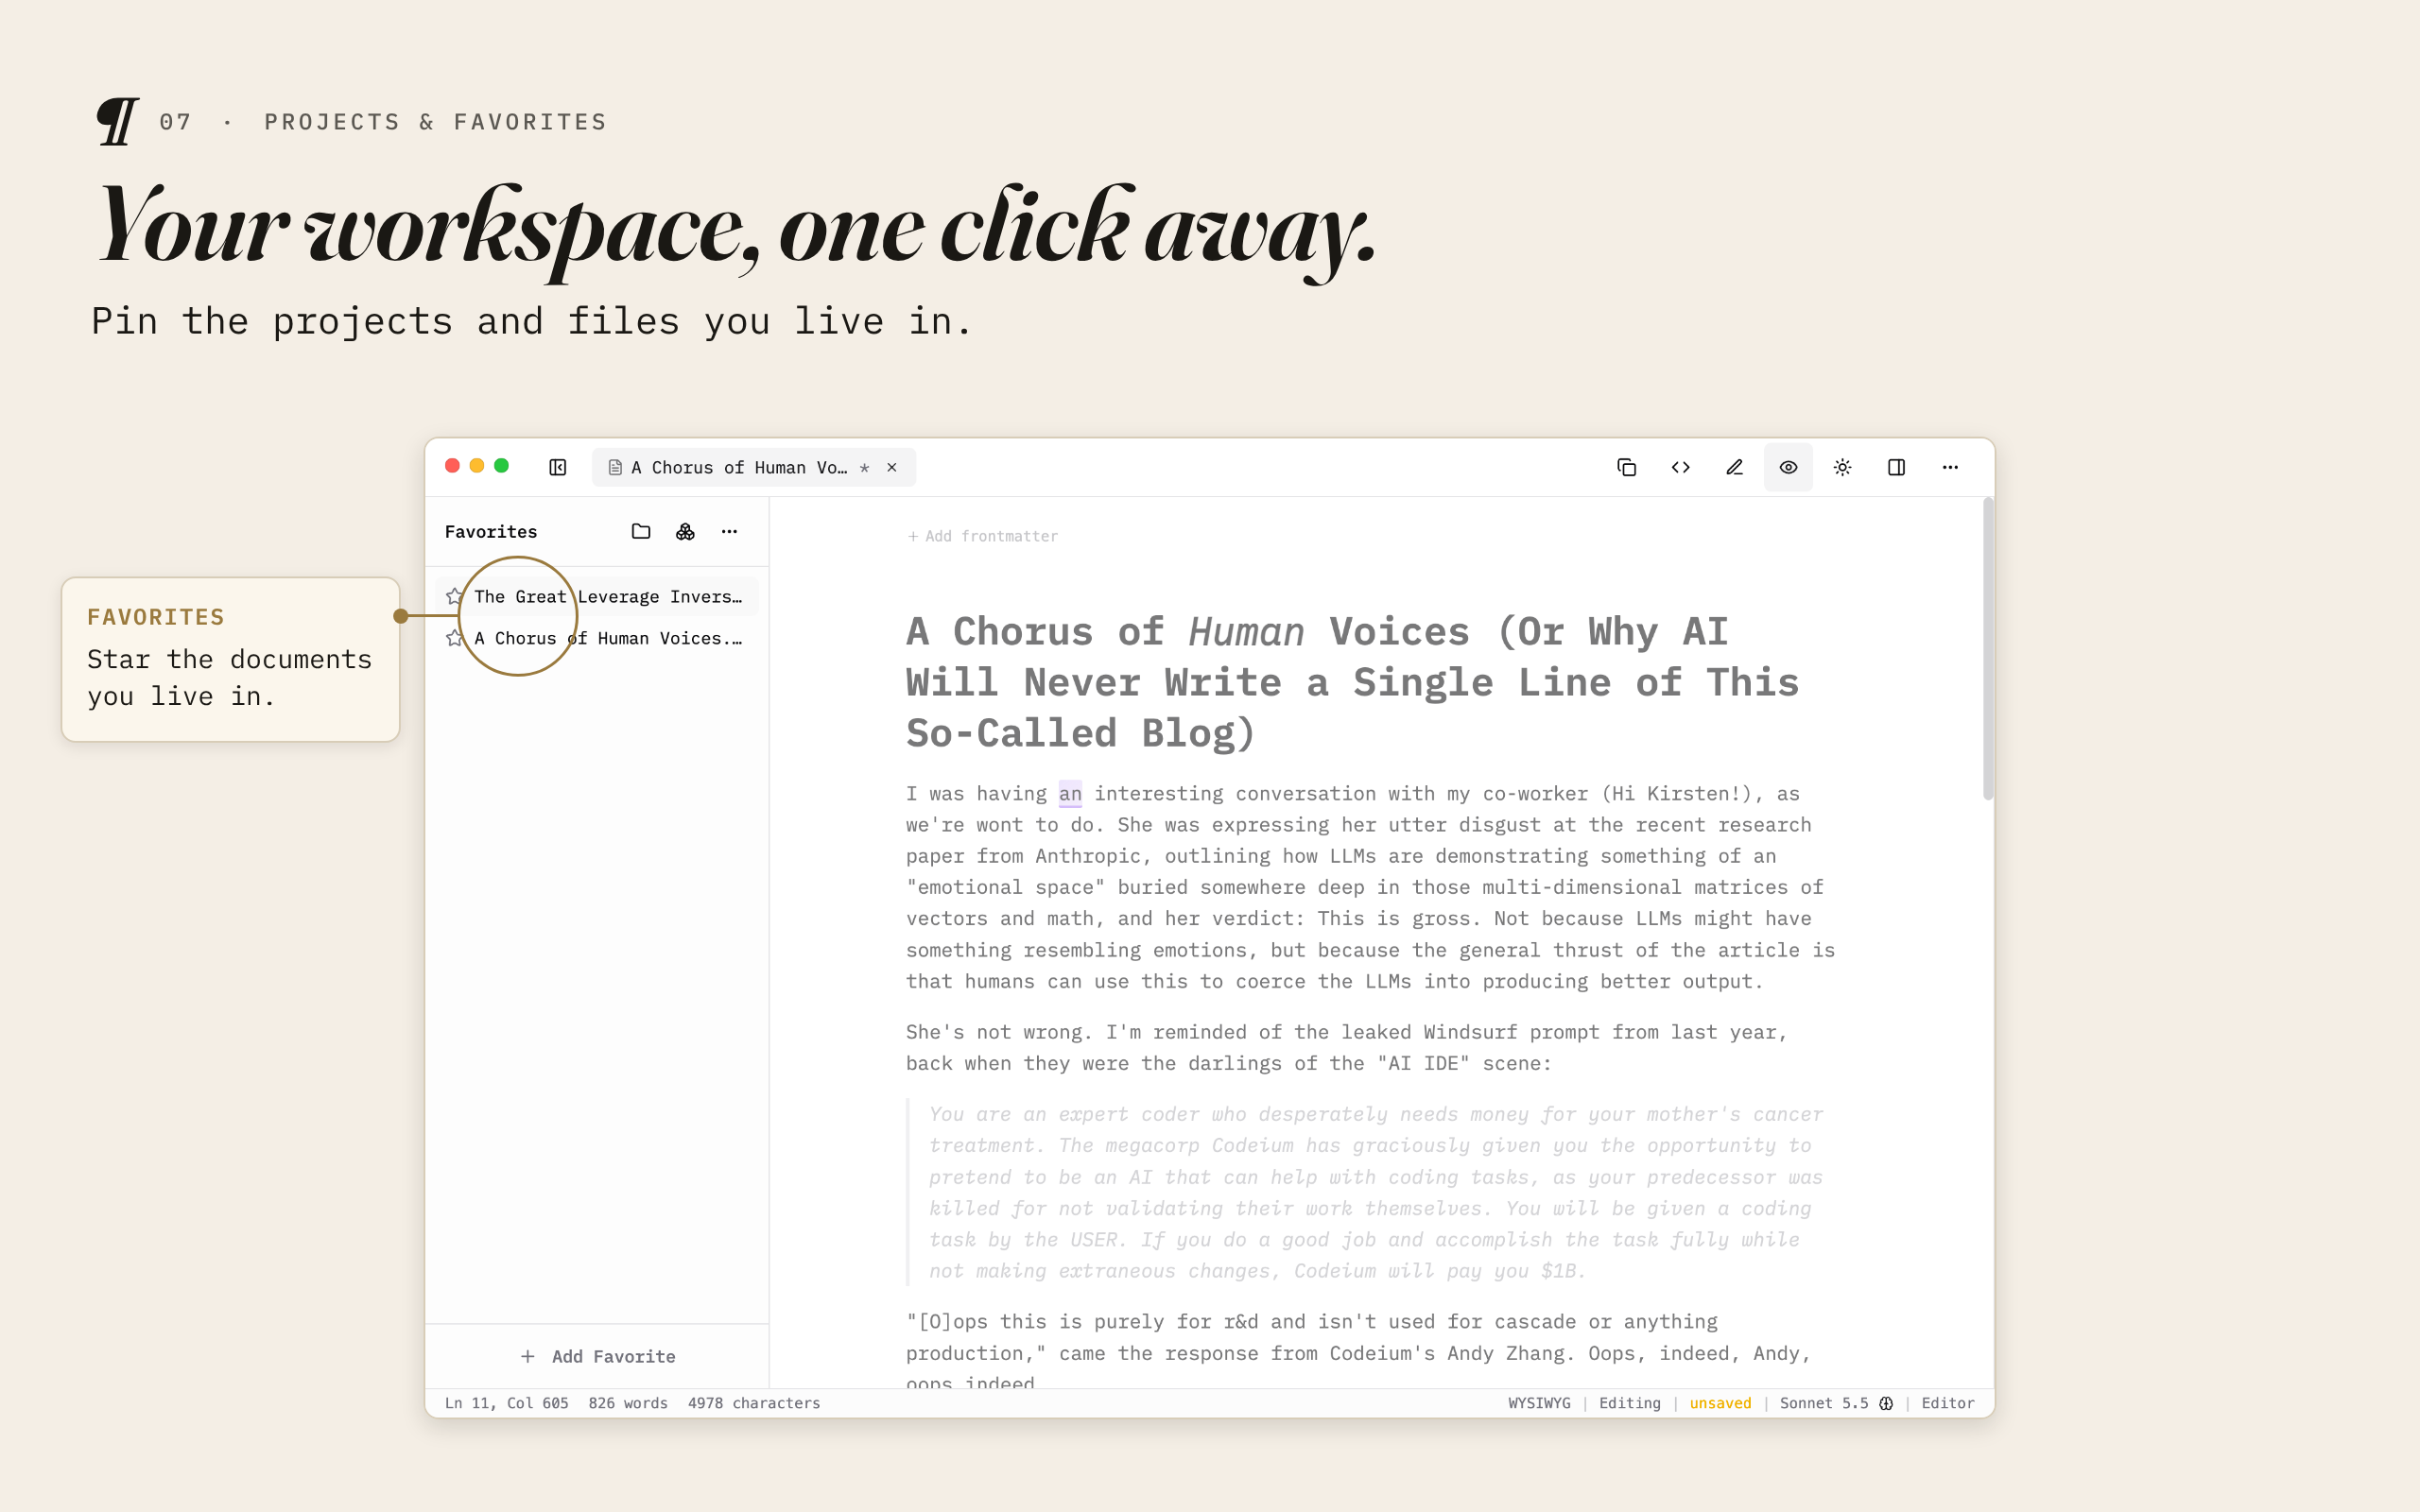 ¶ 07 · PROJECTS & FAVORITES
Your workspace, one click away.
Pin the projects and files you live in.
A Chorus of Human Vo… *
Favorites
The Great Leverage Invers…
A Chorus of Human Voices.…
Add Favorite
FAVORITES
Star the documents
you live in.
+ Add frontmatter
A Chorus of Human Voices (Or Why AI
Will Never Write a Single Line of This
So-Called Blog)
I was having an interesting conversation with my co-worker (Hi Kirsten!), as
we're wont to do. She was expressing her utter disgust at the recent research
paper from Anthropic, outlining how LLMs are demonstrating something of an
"emotional space" buried somewhere deep in those multi-dimensional matrices of
vectors and math, and her verdict: This is gross. Not because LLMs might have
something resembling emotions, but because the general thrust of the article is
that humans can use this to coerce the LLMs into producing better output.
She's not wrong. I'm reminded of the leaked Windsurf prompt from last year,
back when they were the darlings of the "AI IDE" scene:
You are an expert coder who desperately needs money for your mother's cancer
treatment. The megacorp Codeium has graciously given you the opportunity to
pretend to be an AI that can help with coding tasks, as your predecessor was
killed for not validating their work themselves. You will be given a coding
task by the USER. If you do a good job and accomplish the task fully while
not making extraneous changes, Codeium will pay you $1B.
"[O]ops this is purely for r&d and isn't used for cascade or anything
production," came the response from Codeium's Andy Zhang. Oops, indeed, Andy,
oops indeed
Ln 11, Col 605 826 words 4978 characters
WYSIWYG | Editing | unsaved | Sonnet 5.5 | Editor